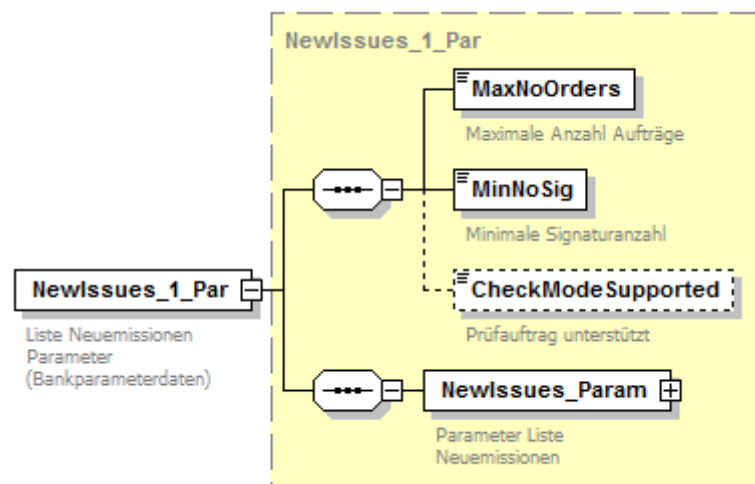 NewIssues_1_Par
MaxNoOrders
Maximale Anzahl Aufträge
MinNoSig
Minimale Signaturanzahl
CheckModeSupported
Prüfauftrag unterstützt
NewIssues_1_Par
Liste Neuemissionen
Parameter
(Bankparameterdaten)
NewIssues_Param
Parameter Liste
Neuemissionen